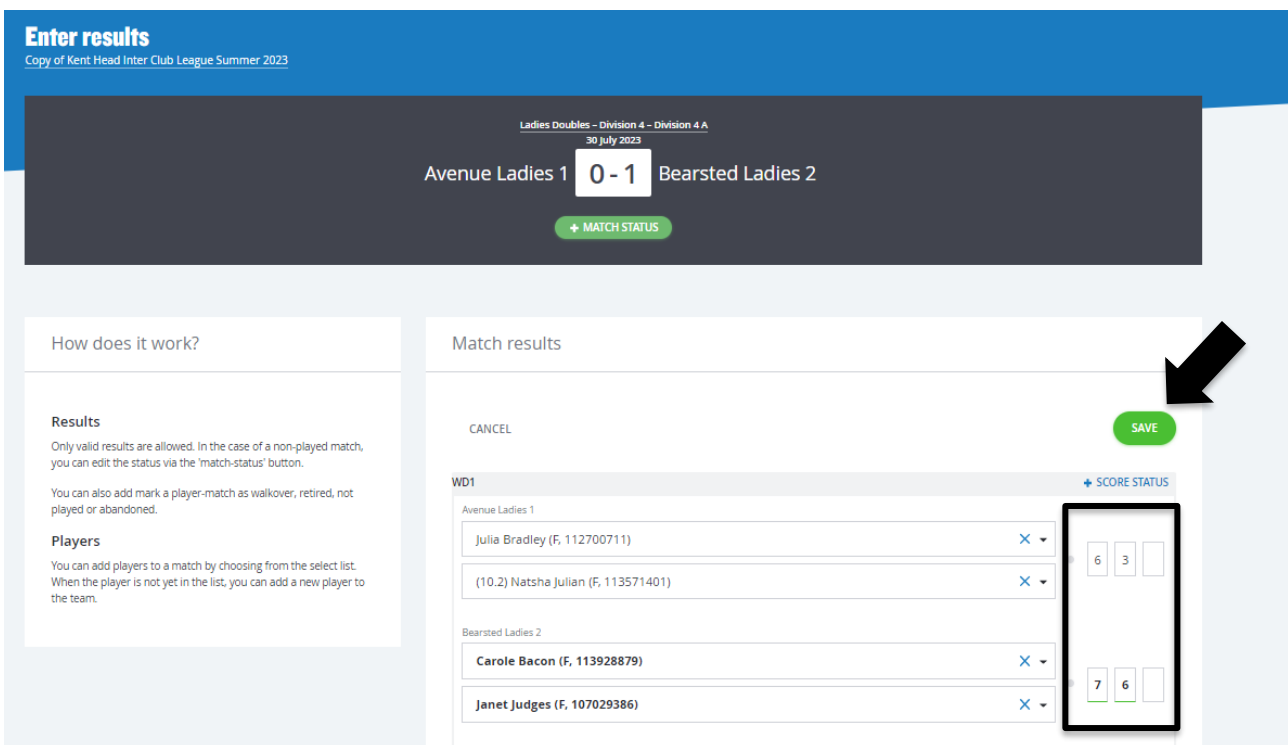 Enter results
Copy of Kent Head Inter Club League Summer 2023
Ladies Doubles – Division 4 – Division 4 A
30 July 2023
Avenue Ladies 1 0 - 1 Bearsted Ladies 2
+ MATCH STATUS
How does it work?
Results
Only valid results are allowed. In the case of a non-played match,
you can edit the status via the 'match-status' button.
You can also add mark a player-match as walkover, retired, not
played or abandoned.
Players
You can add players to a match by choosing from the select list.
When the player is not yet in the list, you can add a new player to
the team.
Match results
CANCEL SAVE
WD1 + SCORE STATUS
Avenue Ladies 1
Julia Bradley (F, 112700711)
(10.2) Natsha Julian (F, 113571401)
6 3
Bearsted Ladies 2
Carole Bacon (F, 113928879)
Janet Judges (F, 107029386)
7 6